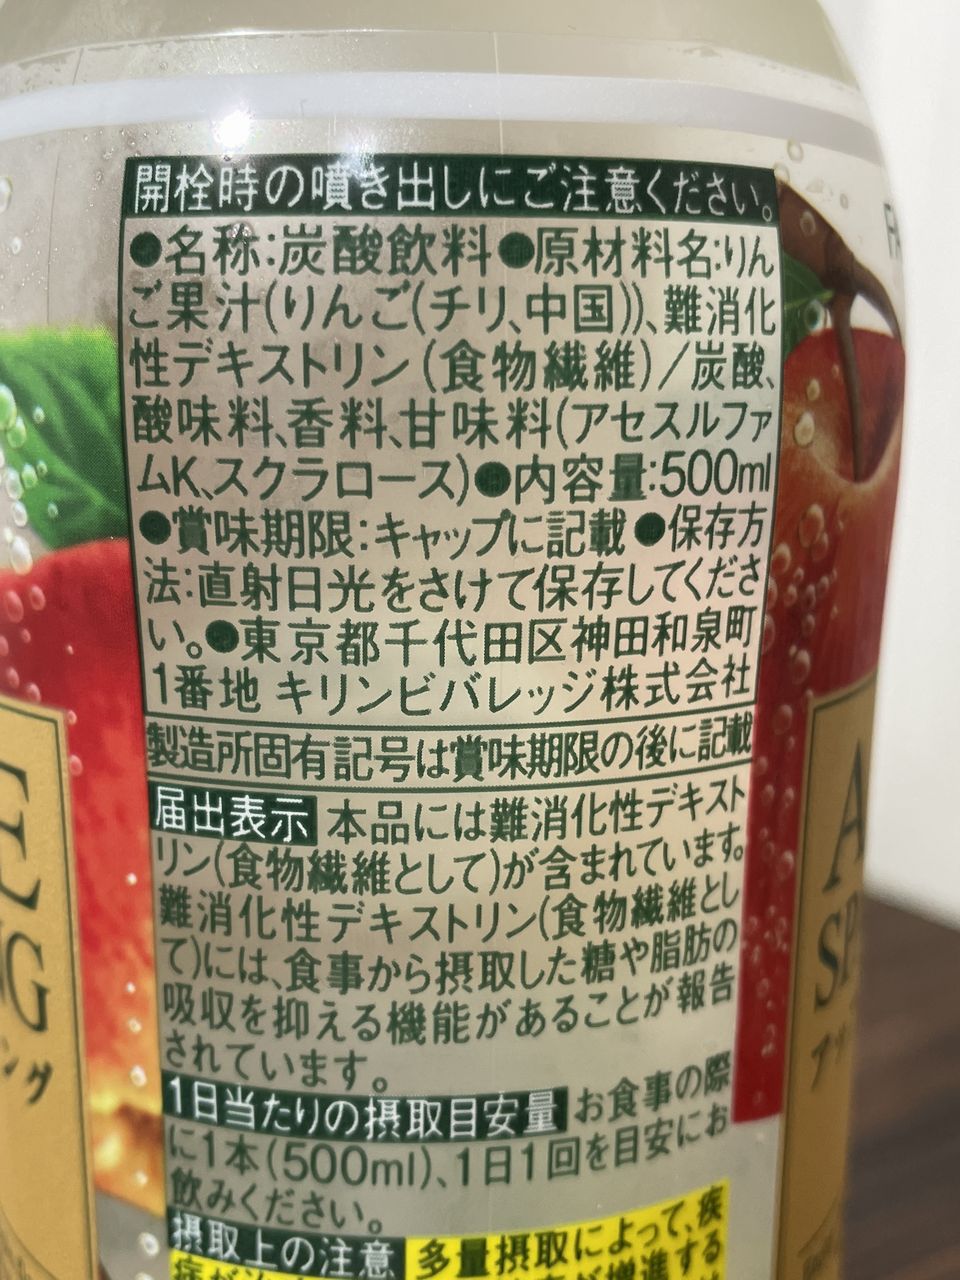 開栓時の噴き出しにご注意ください。
●名称:炭酸飲料●原材料名:りん
ご果汁(りんご(チリ、中国))、難消化
性デキストリン(食物繊維)/炭酸、
酸味料、香料、甘味料(アセスルファ
ムK、スクラロース)●内容量:500ml
●賞味期限:キャップに記載●保存方
法:直射日光をさけて保存してくださ
い。●東京都千代田区神田和泉町
1番地 キリンビバレッジ株式会社
製造所固有記号は賞味期限の後に記載
届出表示 本品には難消化性デキスト
リン(食物繊維として)が含まれています。
難消化性デキストリン(食物繊維とし
て)には、食事から摂取した糖や脂肪の
吸収を抑える機能があることが報告
されています。
1日当たりの摂取目安量 お食事の際
に1本(500ml)、1日1回を目安にお
飲みください。
摂取上の注意 多量摂取によって、疾
増進する